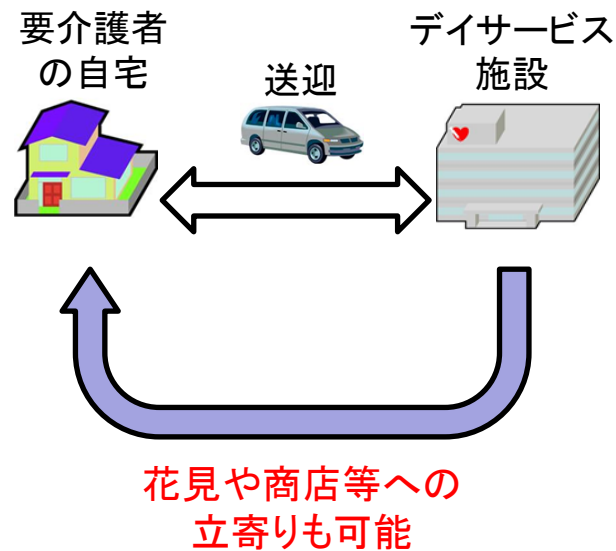 要介護者
の自宅
送迎
デイサービス
施設
花見や商店等への
立寄りも可能